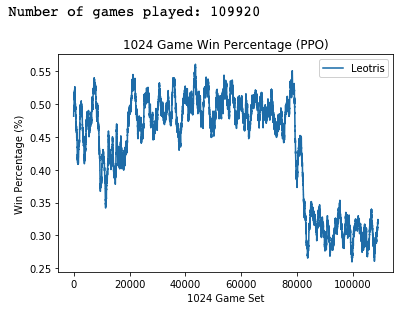 Number of games played: 109920
1024 Game Win Percentage (PPO)
Leotris
Win Percentage (%)
0.55
0.50
0.45
0.40
0.35
0.30
0.25
0 20000 40000 60000 80000 100000
1024 Game Set